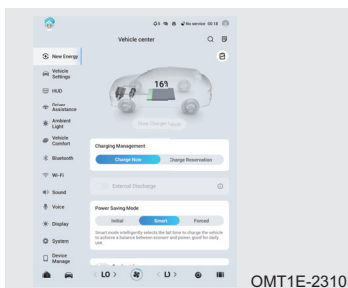 No service 00:18
Vehicle center
New Energy
Vehicle
Settings
HUD
Driver
Assistance
Ambient
Light
Vehicle
Comfort
Bluetooth
Wi-Fi
Sound
Voice
Display
System
Device
Manage
Charging Management
Charge Now
Charge Reservation
External Discharge
Power Saving Mode
Initial
Smart
Forced
Smart mode intelligently selects the bat time to charge the vehicle
to achieve a balance between economy and power, good for daily
use.
< LO >
OMT1E-2310